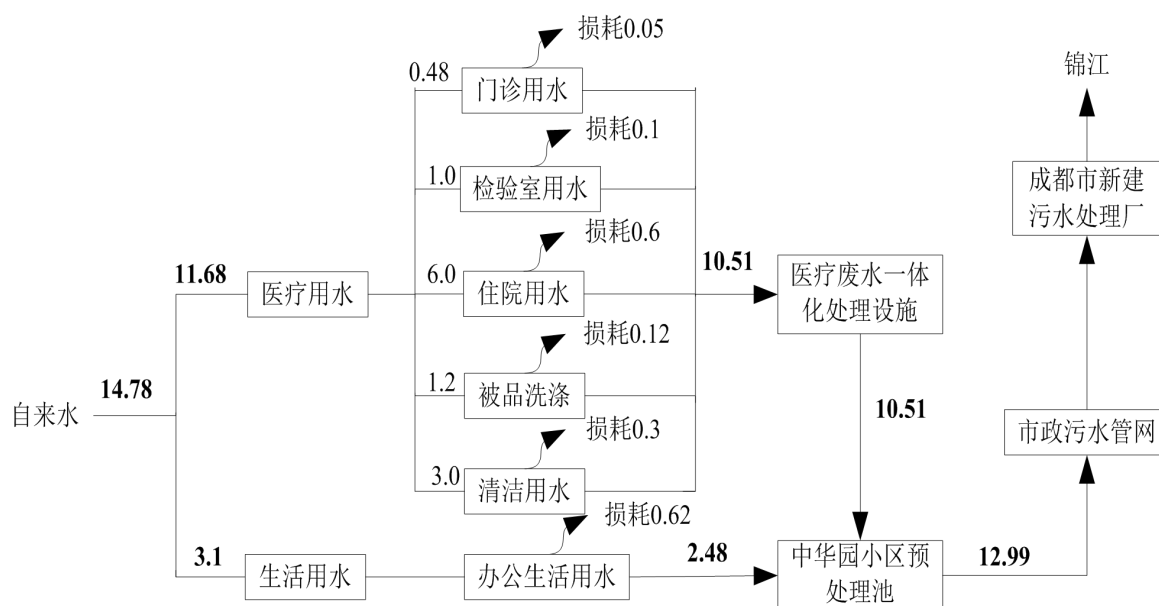 损耗0.05
0.48
门诊用水
锦江
损耗0.1
1.0
检验室用水
成都市新建
污水处理厂
损耗0.6
11.68
医疗用水
6.0
住院用水
10.51
医疗废水一体
化处理设施
损耗0.12
1.2
被品洗涤
自来水
14.78
10.51
市政污水管网
损耗0.3
3.0
清洁用水
损耗0.62
3.1
生活用水
办公生活用水
2.48
中华园小区预
处理池
12.99